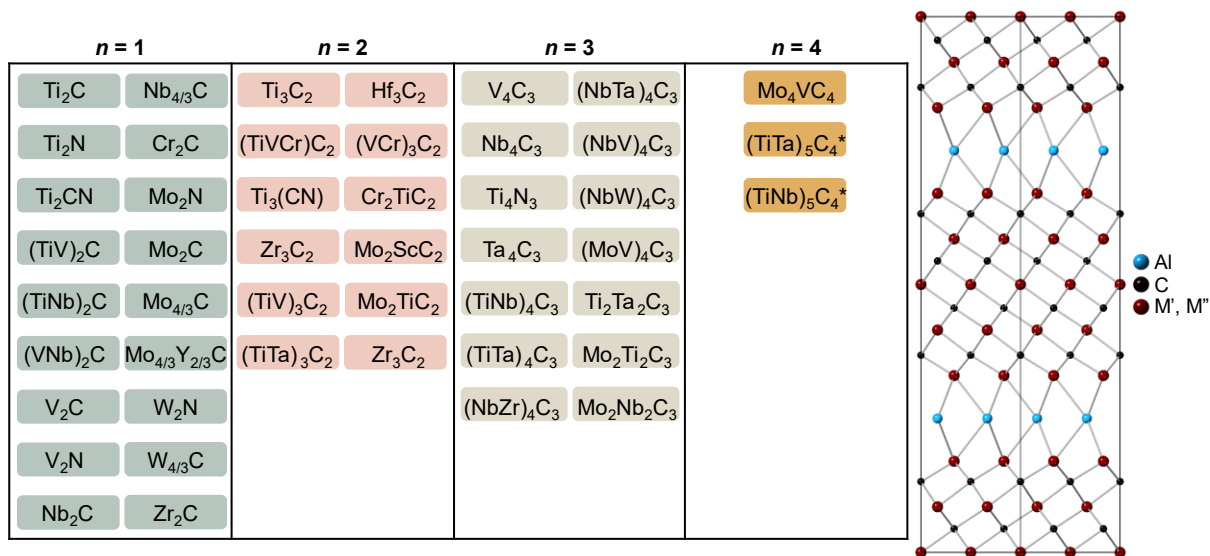 n = 1 n = 2 n = 3 n = 4
Ti₂C Nb₄/₃C Ti₃C₂ Hf₃C₂ V₄C₃ (NbTa)₄C₃ Mo₄VC₄
Ti₂N Cr₂C (TiVCr)C₂ (VCr)₃C₂ Nb₄C₃ (NbV)₄C₃ (TiTa)₅C₄*
Ti₂CN Mo₂N Ti₃(CN) Cr₂TiC₂ Ti₄N₃ (NbW)₄C₃ (TiNb)₅C₄*
(TiV)₂C Mo₂C Zr₃C₂ Mo₂ScC₂ Ta₄C₃ (MoV)₄C₃
(TiNb)₂C Mo₄/₃C (TiV)₃C₂ Mo₂TiC₂ (TiNb)₄C₃ Ti₂Ta₂C₃
(VNb)₂C Mo₄/₃Y₂/₃C (TiTa)₃C₂ Zr₃C₂ (TiTa)₄C₃ Mo₂Ti₂C₃
V₂C W₂N (NbZr)₄C₃ Mo₂Nb₂C₃
V₂N W₄/₃C
Nb₂C Zr₂C
Al
C
M', M"